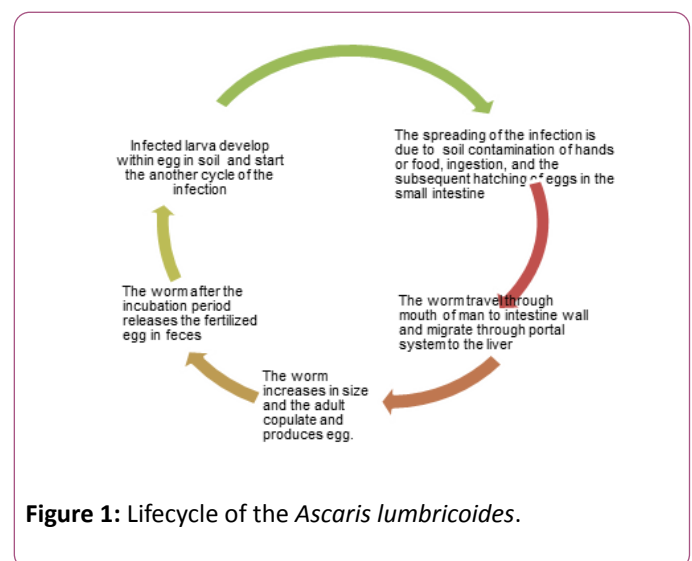 Infected larva develop
within egg in soil and start
the another cycle of the
infection
The spreading of the infection is
due to soil contamination of hands
or food, ingestion, and the
subsequent hatching of eggs in the
small intestine
The worm travel through
mouth of man to intestine wall
and migrate through portal
system to the liver
The worm
increases in size
and the adult
copulate and
produces egg.
The worm after the
incubation period
releases the fertilized
egg in feces
Figure 1: Lifecycle of the Ascaris lumbricoides.